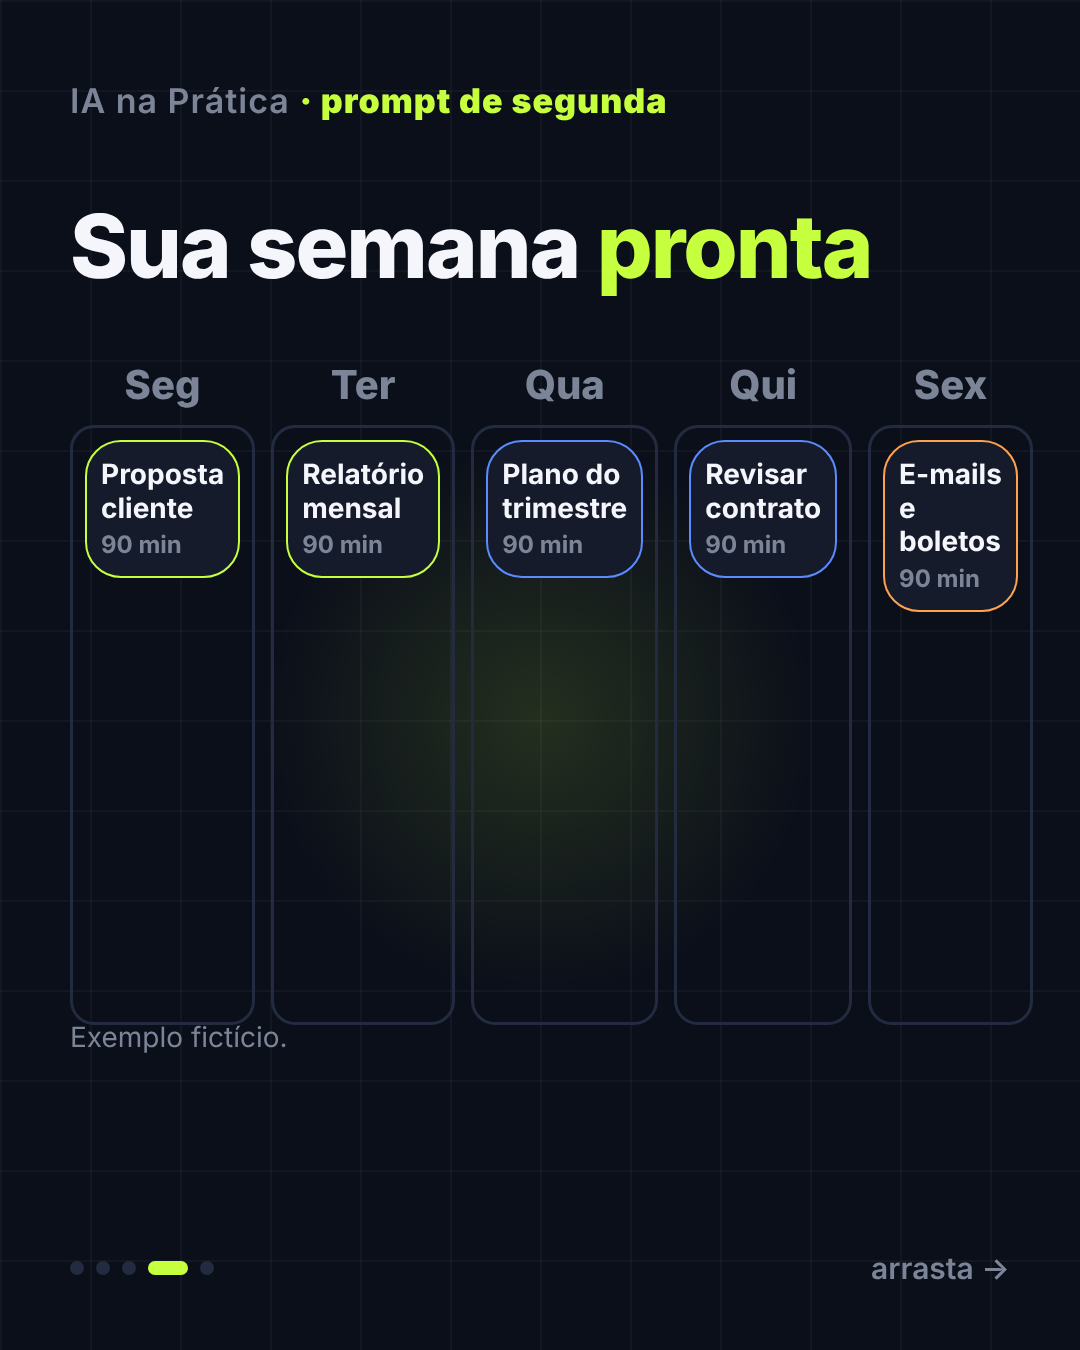 IA na Prática · prompt de segunda
Sua semana pronta
Seg Ter Qua Qui Sex
Proposta
cliente
90 min
Relatório
mensal
90 min
Plano do
trimestre
90 min
Revisar
contrato
90 min
E-mails
e
boletos
90 min
Exemplo fictício.
arrasta →